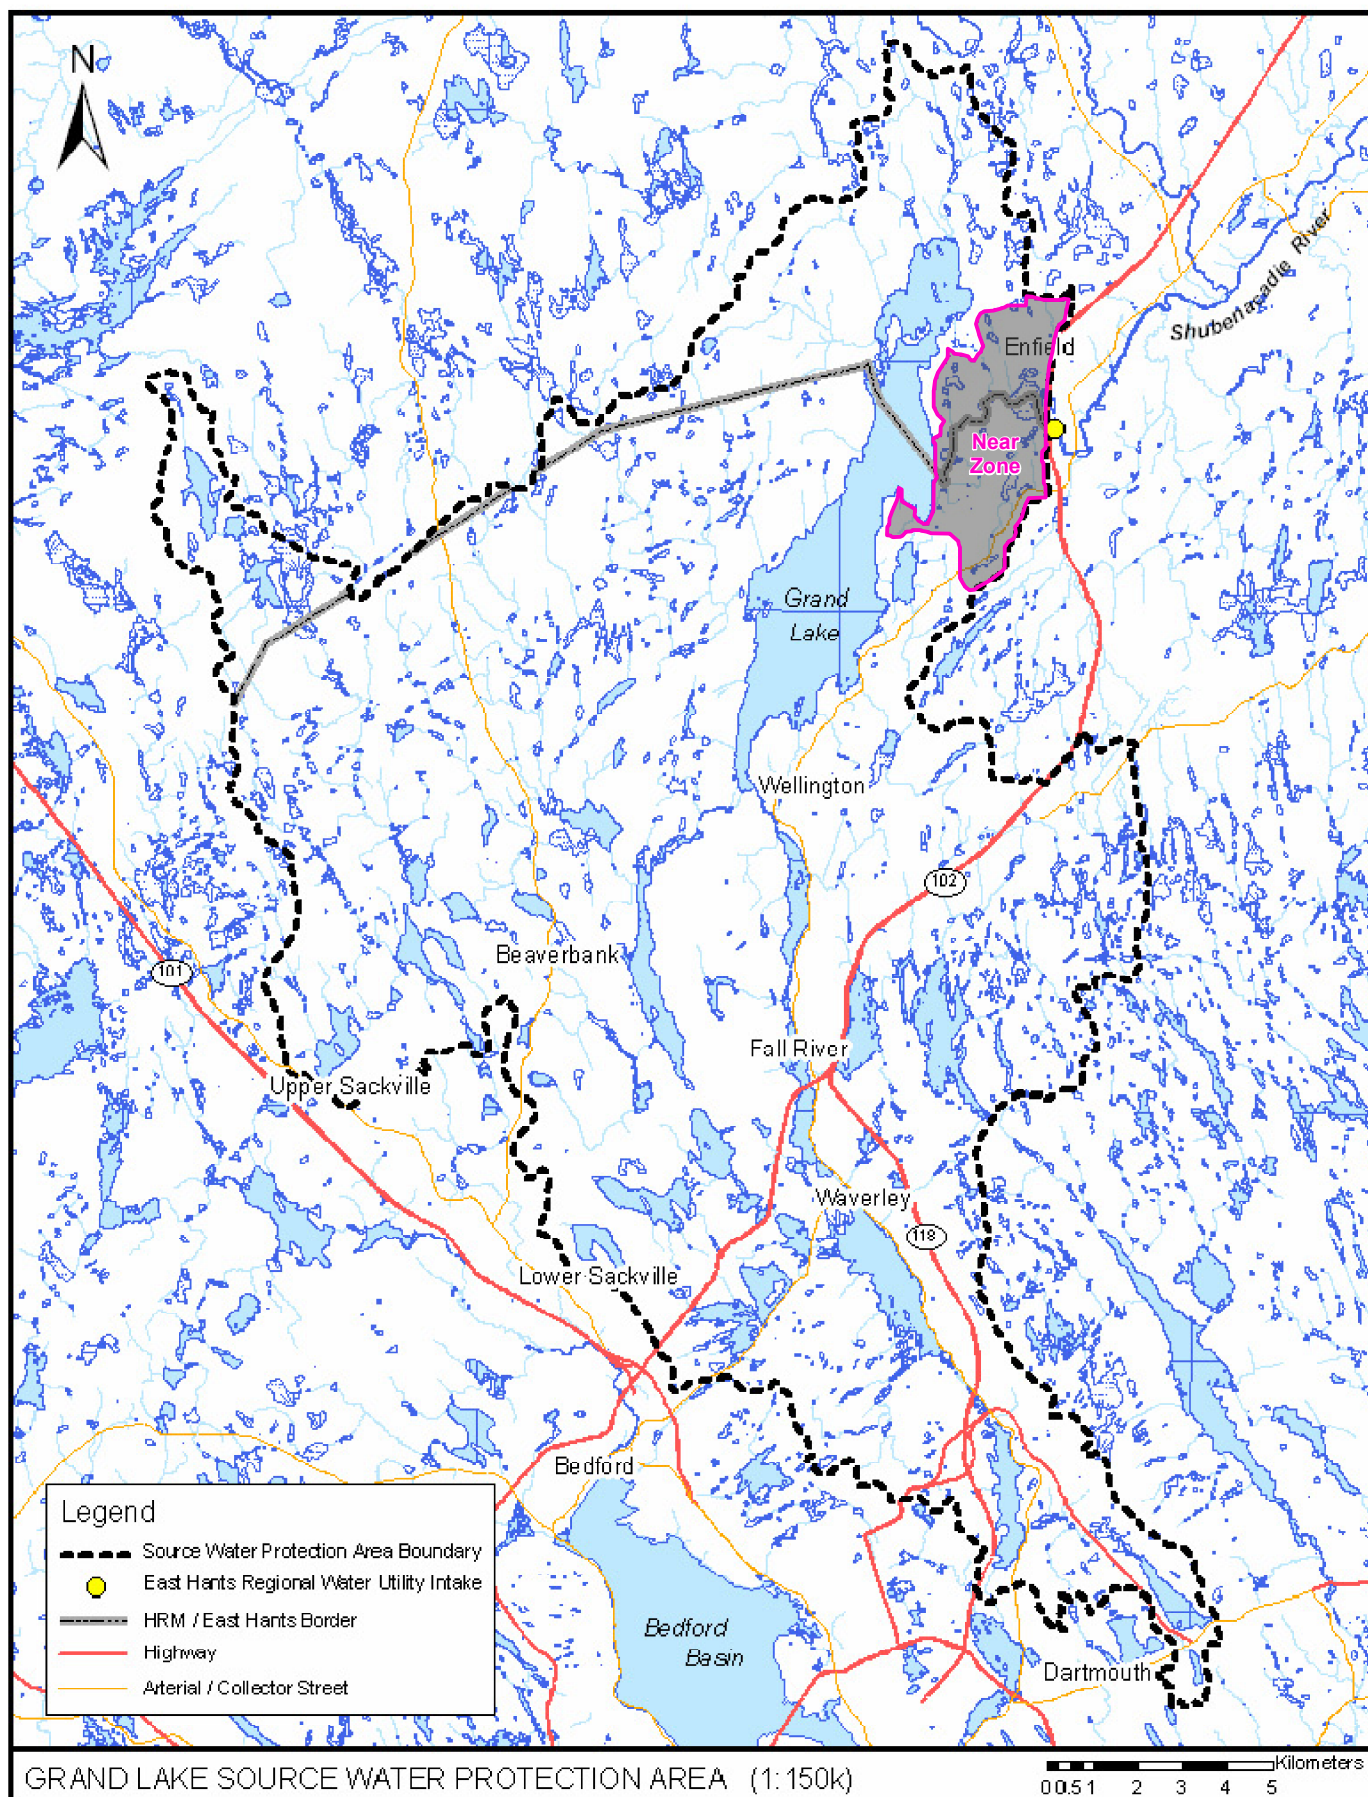 N
Shubenacadie River
Enfield
Near
Zone
Grand
Lake
Wellington
102
Beaverbank
101
Fall River
Upper Sackville
Waverley
118
Lower Sackville
Bedford
Legend
Source Water Protection Area Boundary
East Hants Regional Water Utility Intake
HRM / East Hants Border
Highway
Arterial / Collector Street
Bedford
Basin
Dartmouth
GRAND LAKE SOURCE WATER PROTECTION AREA (1:150k)
Kilometers
0 0.5 1 2 3 4 5